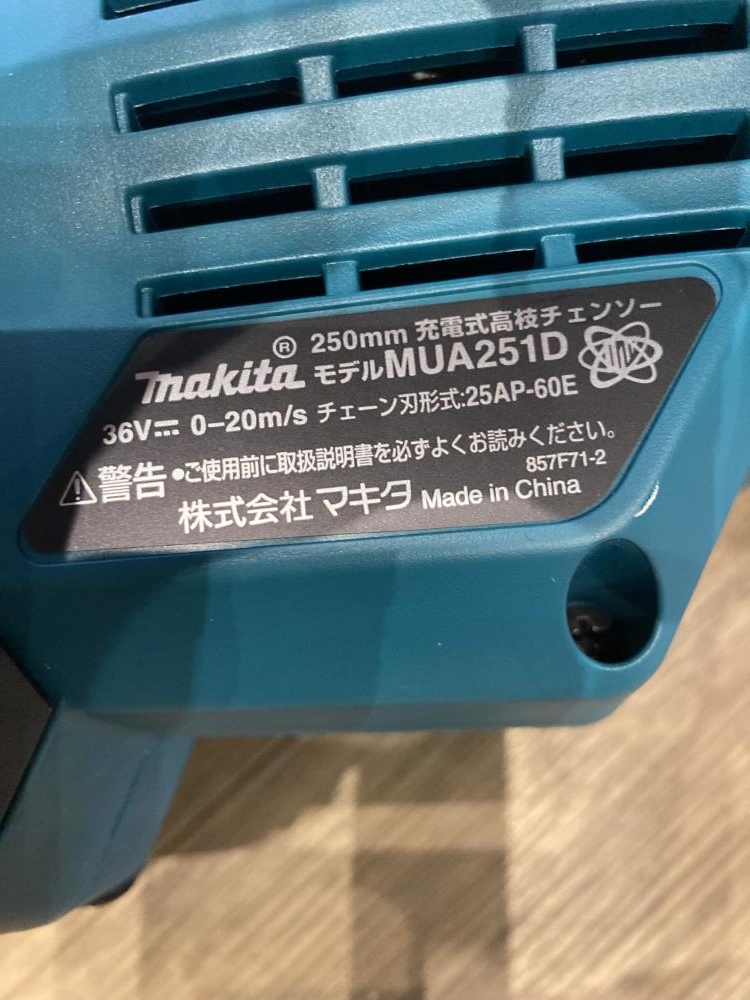 makita® 250mm 充電式高枝チェンソー
モデルMUA251D
36V⎓ 0–20m/s チェーン刃形式:25AP-60E
⚠警告 •ご使用前に取扱説明書を必ずよくお読みください。
857F71-2
株式会社マキタ Made in China